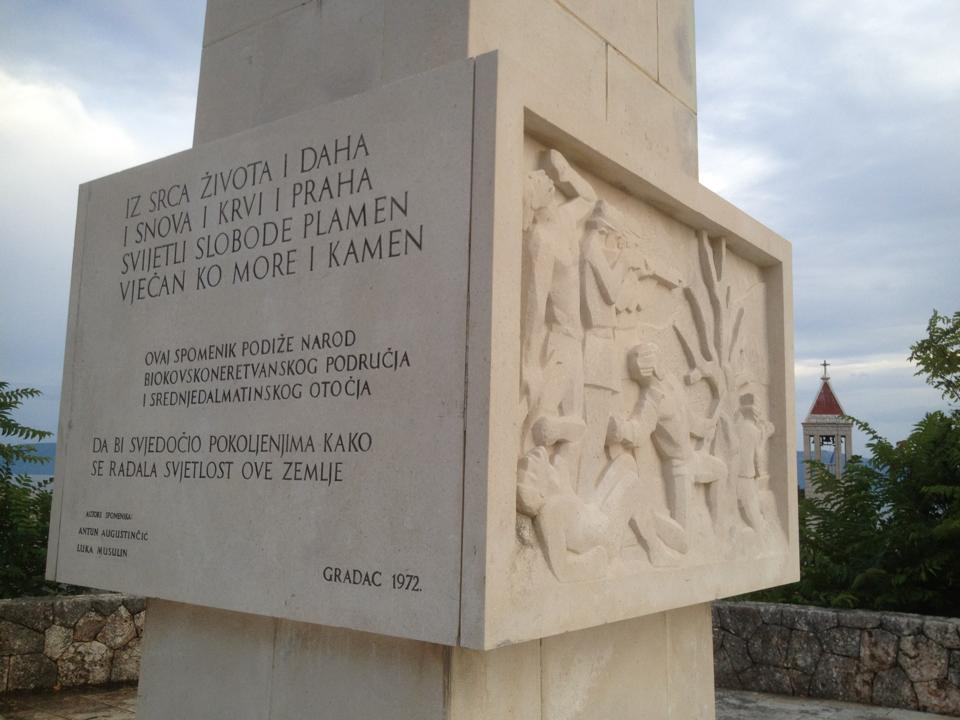 IZ SRCA ŽIVOTA I DAHA
I SNOVA I KRVI I PRAHA
SVIJETLI SLOBODE PLAMEN
VJEČAN KO MORE I KAMEN
OVAJ SPOMENIK PODIŽE NAROD
BIOKOVSKONERETVANSKOG PODRUČJA
I SREDNJEDALMATINSKOG OTOČJA
DA BI SVJEDOČIO POKOLJENJIMA KAKO
SE RAĐALA SVJETLOST OVE ZEMLJE
AUTORI SPOMENIKA:
ANTUN AUGUSTINČIĆ
LUKA MUSULIN
GRADAC 1972.